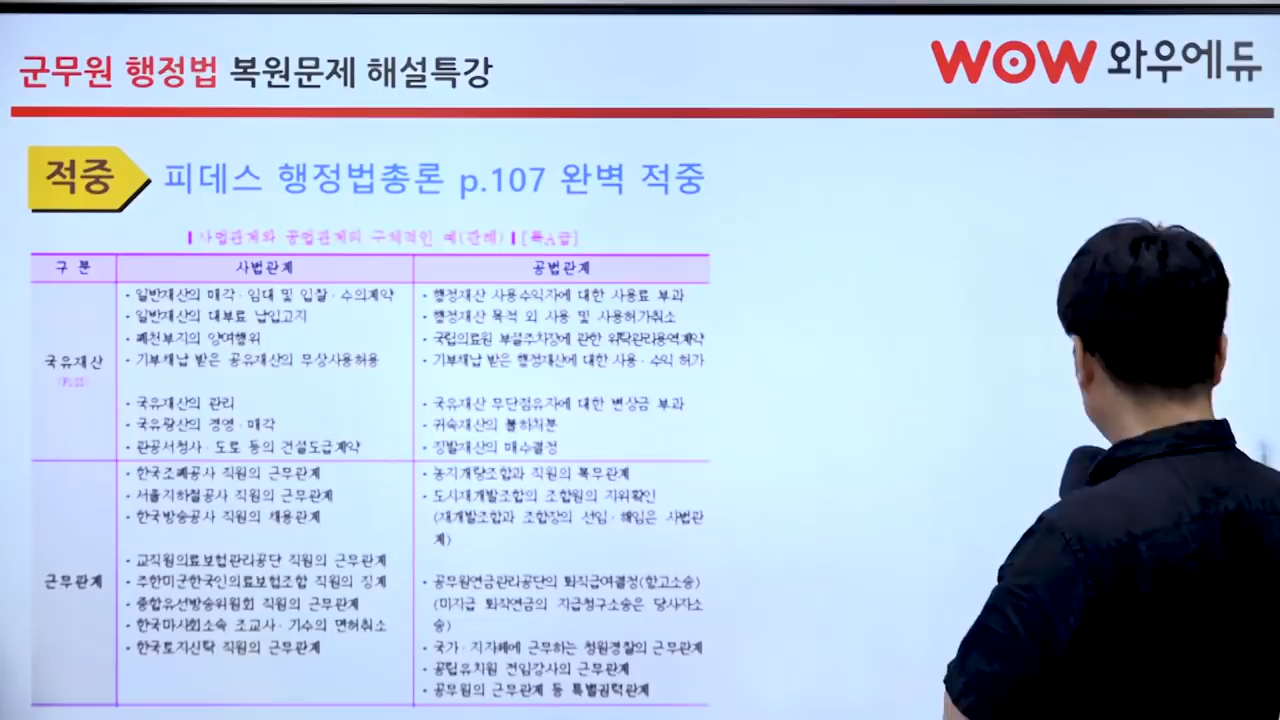 군무원 행정법 복원문제 해설특강
WOW 와우에듀
적중
피데스 행정법총론 p.107 완벽 적중
사법관계와 공법관계의 구체적인 예(판례) [특A급]
구 분 사법관계 공법관계
국유재산
· 일반재산의 매각 · 임대 및 입찰 · 수의계약
· 일반재산의 대부료 납입고지
· 폐천부지의 양여행위
· 기부채납 받은 공유재산의 무상사용허용
· 국유재산의 관리
· 국유광산의 경영 · 매각
· 관공서청사 · 도로 등의 건설도급계약
· 행정재산 사용수익자에 대한 사용료 부과
· 행정재산 목적 외 사용 및 사용허가취소
· 국립의료원 부설주차장에 관한 위탁관리용역계약
· 기부채납 받은 행정재산에 대한 사용 · 수익 허가
· 국유재산 무단점유자에 대한 변상금 부과
· 귀속재산의 불하처분
· 징발재산의 매수결정
근무관계
· 한국조폐공사 직원의 근무관계
· 서울지하철공사 직원의 근무관계
· 한국방송공사 직원의 채용관계
· 교직원의료보험관리공단 직원의 근무관계
· 주한미군한국인의료보험조합 직원의 징계
· 종합유선방송위원회 직원의 근무관계
· 한국마사회소속 조교사 · 기수의 면허취소
· 한국토지신탁 직원의 근무관계
· 농지개량조합과 직원의 복무관계
· 도시재개발조합의 조합원의 지위확인
(재개발조합과 조합장의 선임 · 해임은 사법관
계)
· 공무원연금관리공단의 퇴직급여결정(항고소송)
(미지급 퇴직연금의 지급청구소송은 당사자소
송)
· 국가 · 지자체에 근무하는 청원경찰의 근무관계
· 공립유치원 전임강사의 근무관계
· 공무원의 근무관계 등 특별권력관계